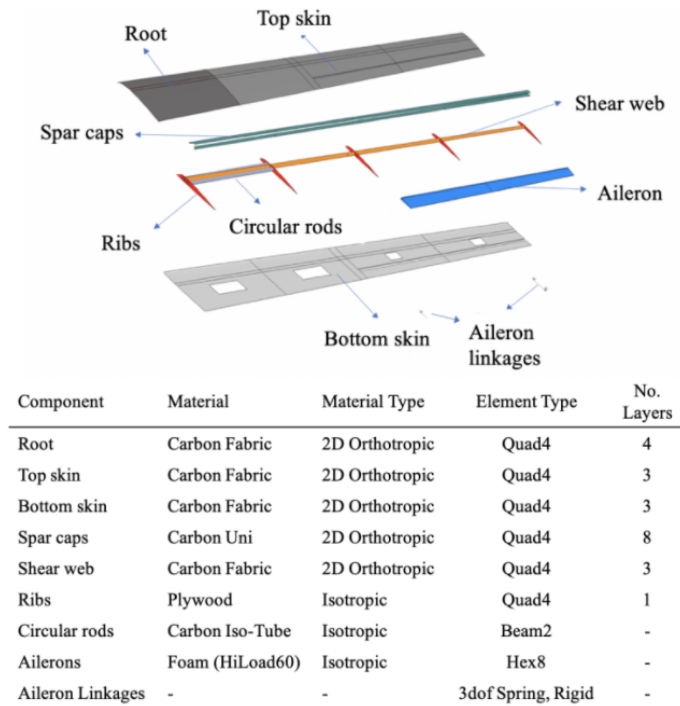 Top skin
Root
Shear web
Spar caps
Aileron
Circular rods
Ribs
Bottom skin
Aileron
linkages
Component Material Material Type Element Type No. Layers
Root Carbon Fabric 2D Orthotropic Quad4 4
Top skin Carbon Fabric 2D Orthotropic Quad4 3
Bottom skin Carbon Fabric 2D Orthotropic Quad4 3
Spar caps Carbon Uni 2D Orthotropic Quad4 8
Shear web Carbon Fabric 2D Orthotropic Quad4 3
Ribs Plywood Isotropic Quad4 1
Circular rods Carbon Iso-Tube Isotropic Beam2 -
Ailerons Foam (HiLoad60) Isotropic Hex8 -
Aileron Linkages - - 3dof Spring, Rigid -